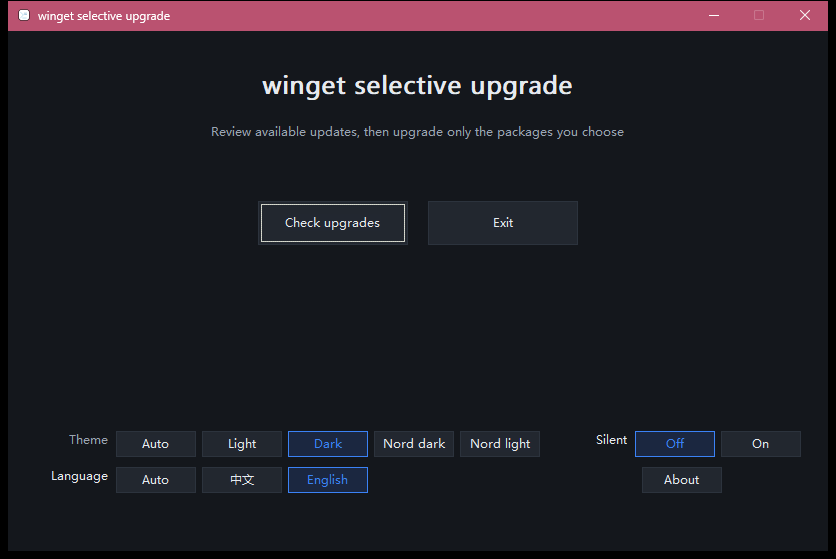 winget selective upgrade
winget selective upgrade
Review available updates, then upgrade only the packages you choose
Check upgrades Exit
Theme Auto Light Dark Nord dark Nord light Silent Off On
Language Auto 中文 English About